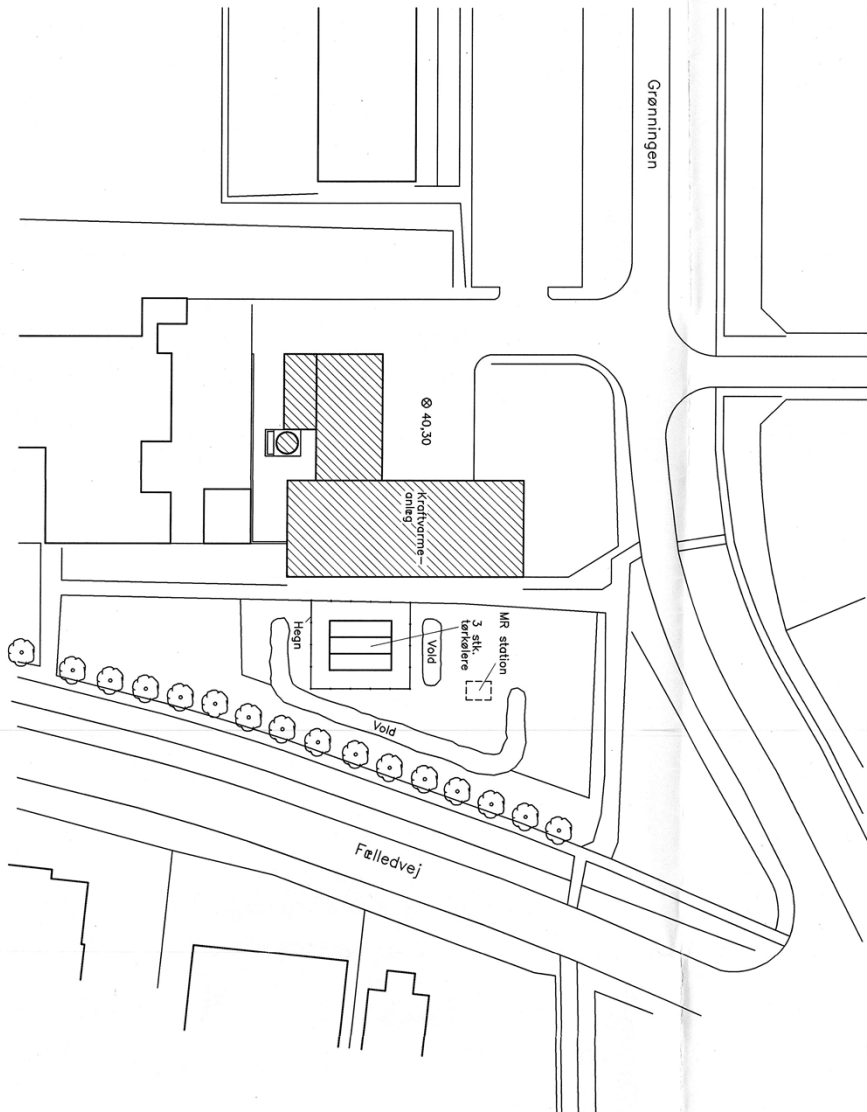 Grønningen
⊗ 40,30
Kraftvarme–
anlæg
MR station
3 stk.
tørkølere
Vold
Hegn
Vold
Fælledvej